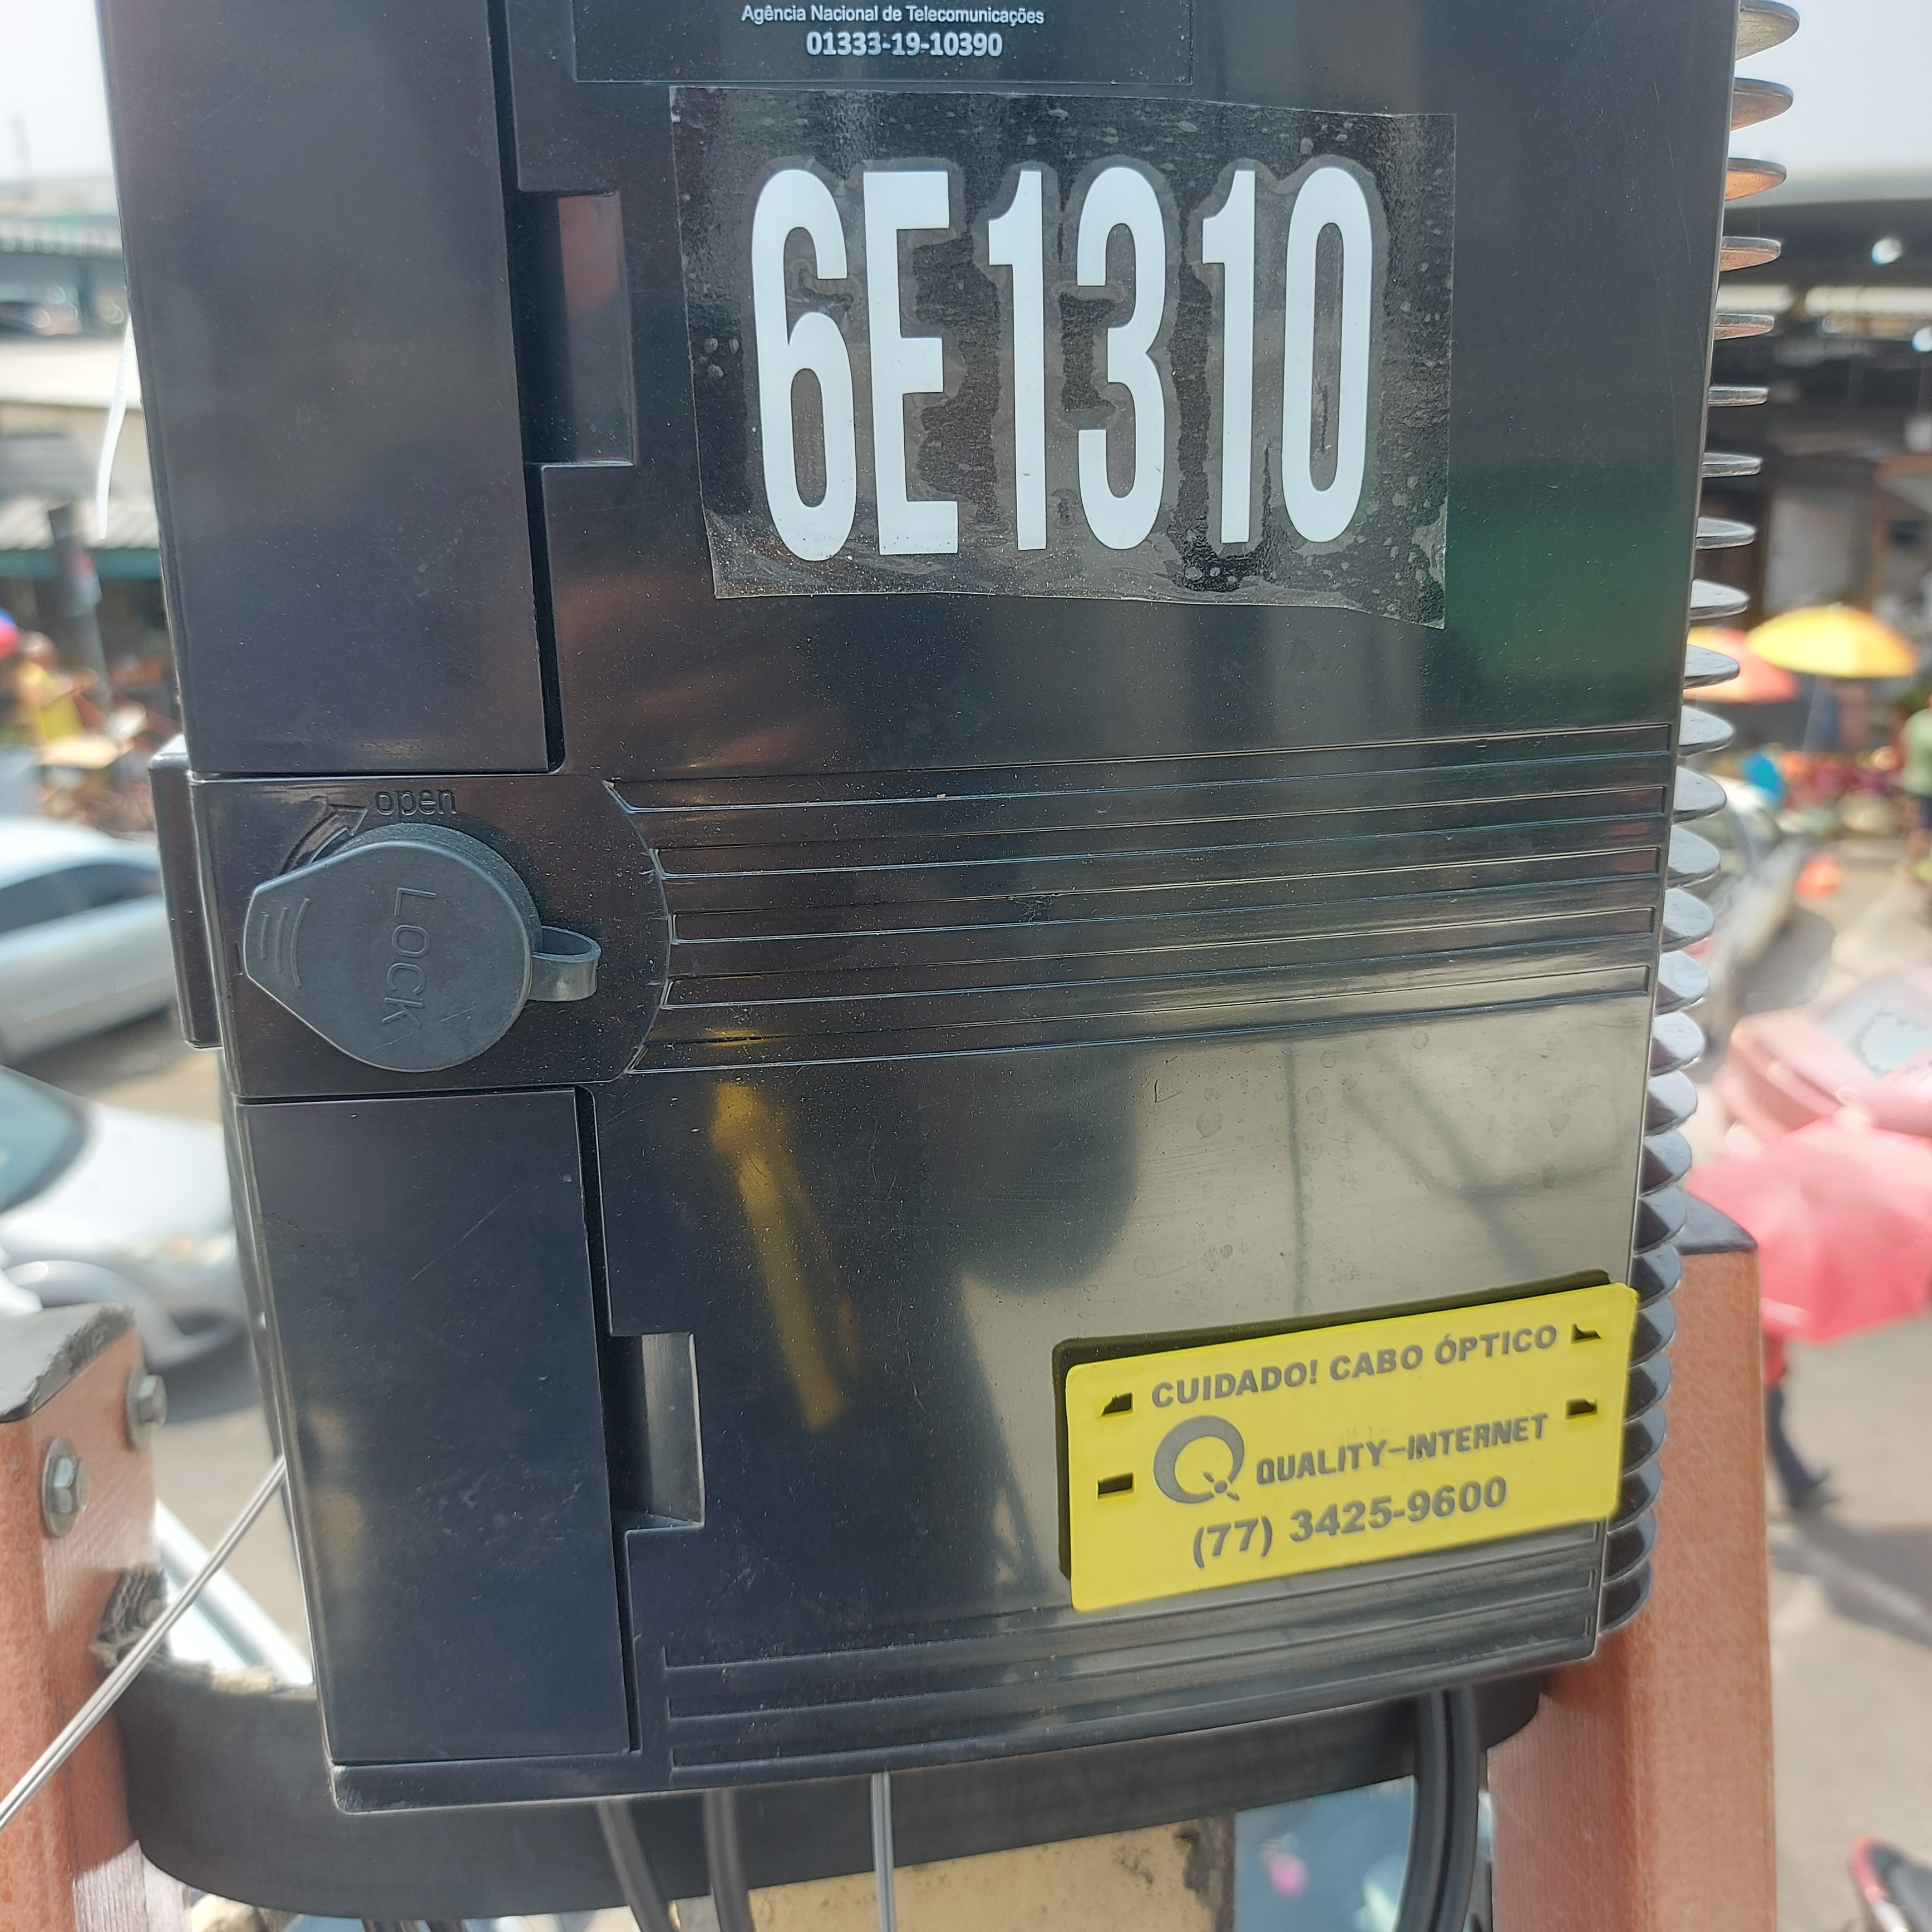 Agência Nacional de Telecomunicações
01333-19-10390
6E1310
open
LOCK
CUIDADO! CABO ÓPTICO
QUALITY-INTERNET
(77) 3425-9600